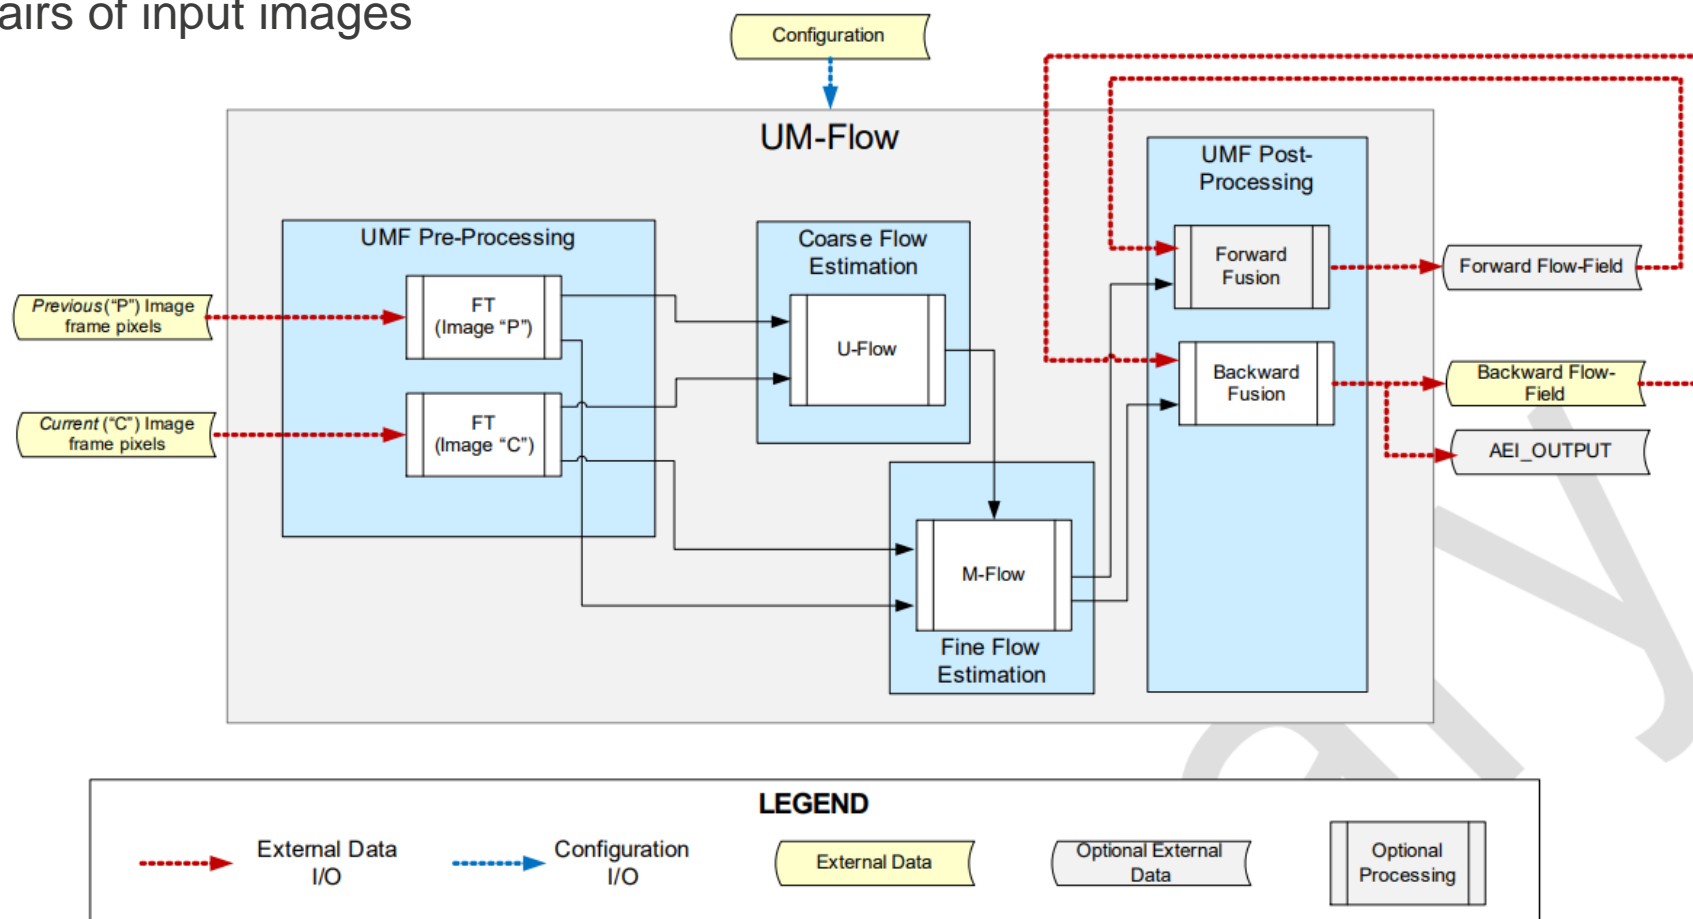 airs of input images
Configuration
UM-Flow
UMF Post-
Processing
UMF Pre-Processing
Coarse Flow
Estimation
Forward
Fusion
Forward Flow-Field
FT
(Image “P”)
Previous (“P”) Image
frame pixels
U-Flow
Backward
Fusion
Backward Flow-
Field
FT
(Image “C”)
Current (“C”) Image
frame pixels
AEI_OUTPUT
M-Flow
Fine Flow
Estimation
LEGEND
External Data
I/O
Configuration
I/O
External Data
Optional External
Data
Optional
Processing